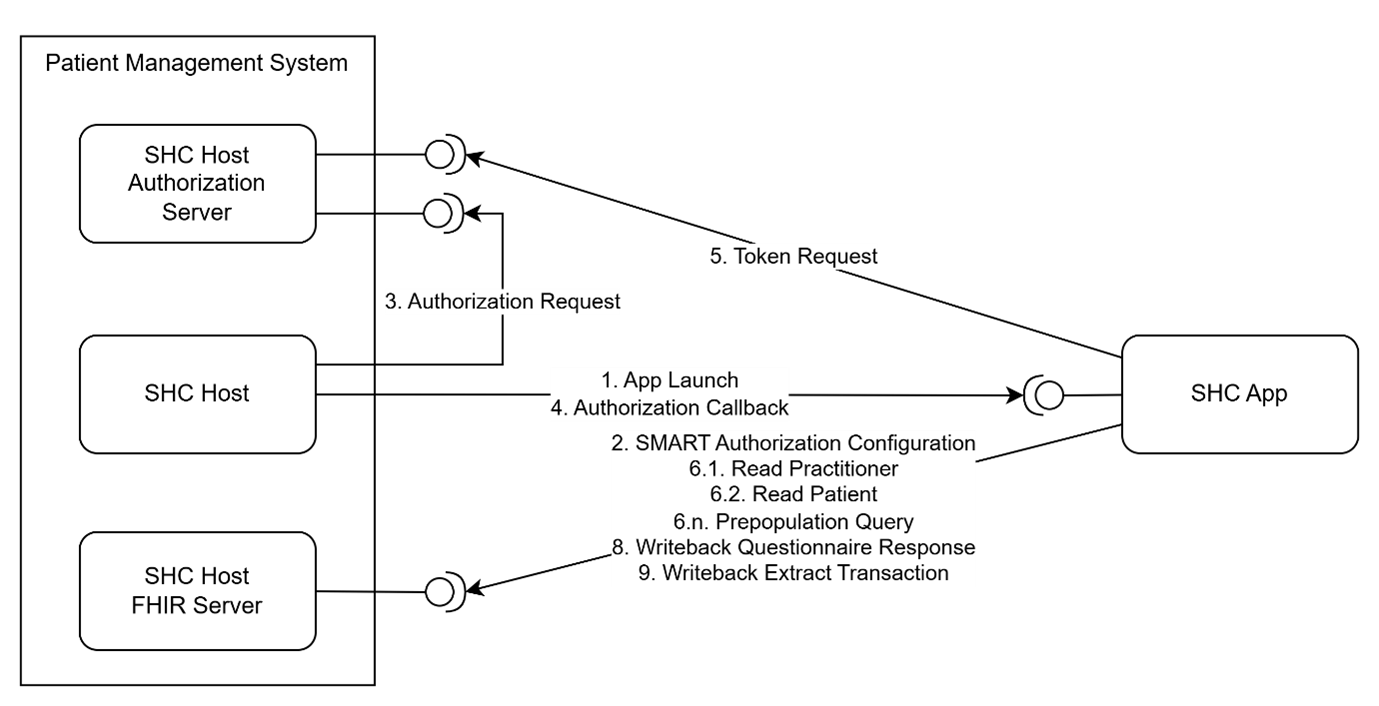 Patient Management System
SHC Host
Authorization
Server
5. Token Request
3. Authorization Request
SHC Host
1. App Launch
4. Authorization Callback
SHC App
2. SMART Authorization Configuration
6.1. Read Practitioner
6.2. Read Patient
6.n. Prepopulation Query
8. Writeback Questionnaire Response
9. Writeback Extract Transaction
SHC Host
FHIR Server